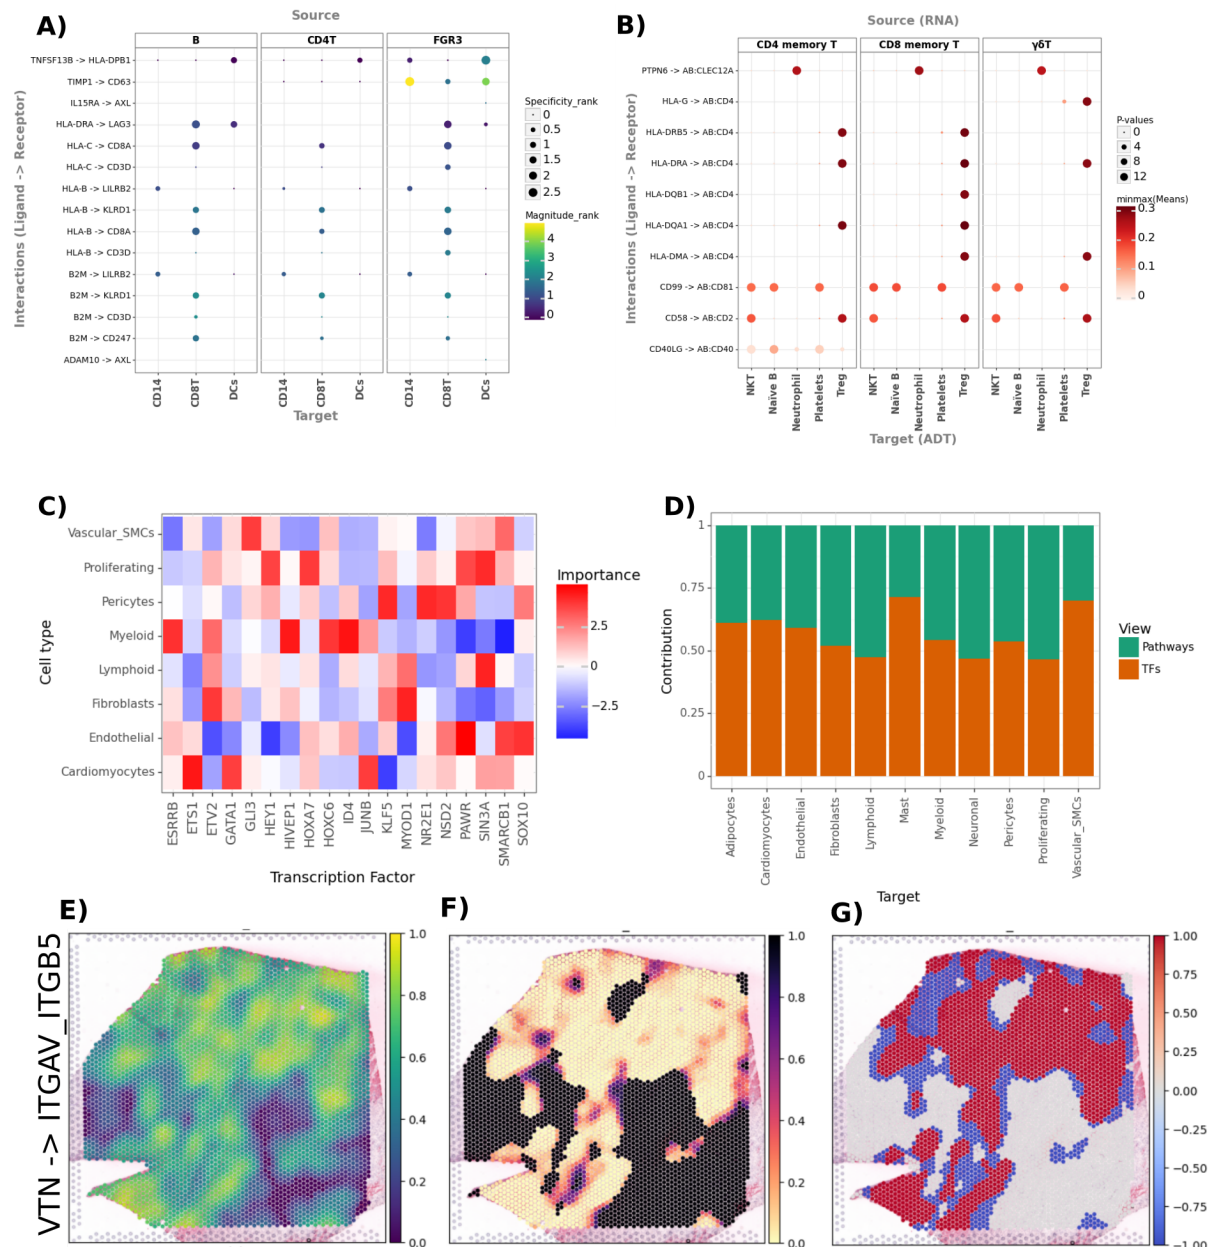 A)
Source
B
CD4T
FGR3
Interactions (Ligand -> Receptor)
TNFSF13B -> HLA-DPB1
TIMP1 -> CD63
IL15RA -> AXL
HLA-DRA -> LAG3
HLA-C -> CD8A
HLA-C -> CD3D
HLA-B -> LILRB2
HLA-B -> KLRD1
HLA-B -> CD8A
HLA-B -> CD3D
B2M -> LILRB2
B2M -> KLRD1
B2M -> CD3D
B2M -> CD247
ADAM10 -> AXL
CD14 CD8T DCs CD14 CD8T DCs CD14 CD8T DCs
Target
Specificity_rank
0
0.5
1
1.5
2
2.5
Magnitude_rank
4
3
2
1
0
B)
Source (RNA)
CD4 memory T
CD8 memory T
γδT
Interactions (Ligand -> Receptor)
PTPN6 -> AB:CLEC12A
HLA-G -> AB:CD4
HLA-DRB5 -> AB:CD4
HLA-DRA -> AB:CD4
HLA-DQB1 -> AB:CD4
HLA-DQA1 -> AB:CD4
HLA-DMA -> AB:CD4
CD99 -> AB:CD81
CD58 -> AB:CD2
CD40LG -> AB:CD40
NKT Naïve B Neutrophil Platelets Treg NKT Naïve B Neutrophil Platelets Treg NKT Naïve B Neutrophil Platelets Treg
Target (ADT)
P-values
0
4
8
12
minmax(Means)
0.3
0.2
0.1
0
C)
Cell type
Vascular_SMCs
Proliferating
Pericytes
Myeloid
Lymphoid
Fibroblasts
Endothelial
Cardiomyocytes
ESRRB ETS1 ETV2 GATA1 GLI3 HEY1 HIVEP1 HOXA7 HOXC6 ID4 JUNB KLF5 MYOD1 NR2E1 NSD2 PAWR SIN3A SMARCB1 SOX10
Transcription Factor
Importance
2.5
0
−2.5
D)
Contribution
1
0.75
0.50
0.25
0
Adipocytes Cardiomyocytes Endothelial Fibroblasts Lymphoid Mast Myeloid Neuronal Pericytes Proliferating Vascular_SMCs
Target
View
Pathways
TFs
E)
VTN -> ITGAV_ITGB5
1.0
0.8
0.6
0.4
0.2
0.0
F)
1.0
0.8
0.6
0.4
0.2
0.0
G)
1.00
0.75
0.50
0.25
0.00
−0.25
−0.50
−0.75
−1.00